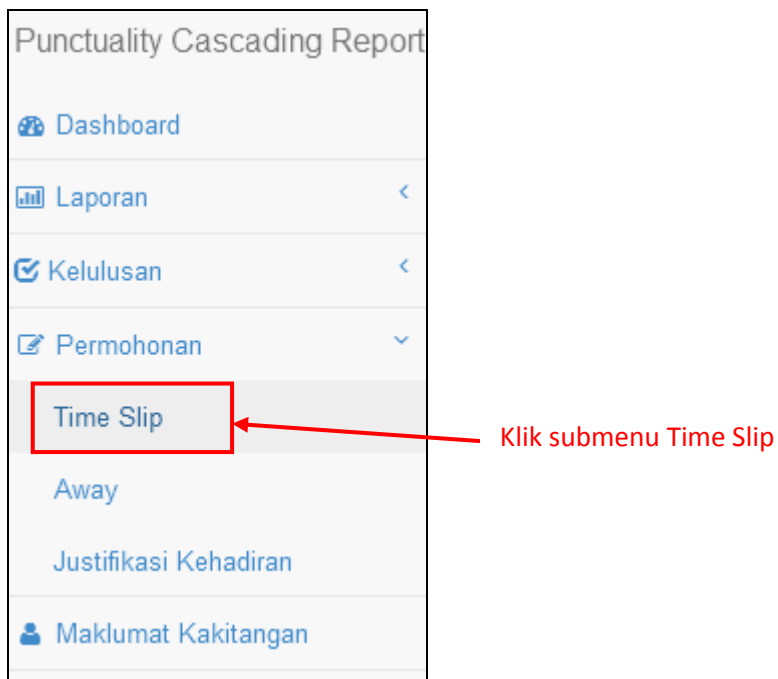 Punctuality Cascading Report
Dashboard
Laporan
Kelulusan
Permohonan
Time Slip
Klik submenu Time Slip
Away
Justifikasi Kehadiran
Maklumat Kakitangan